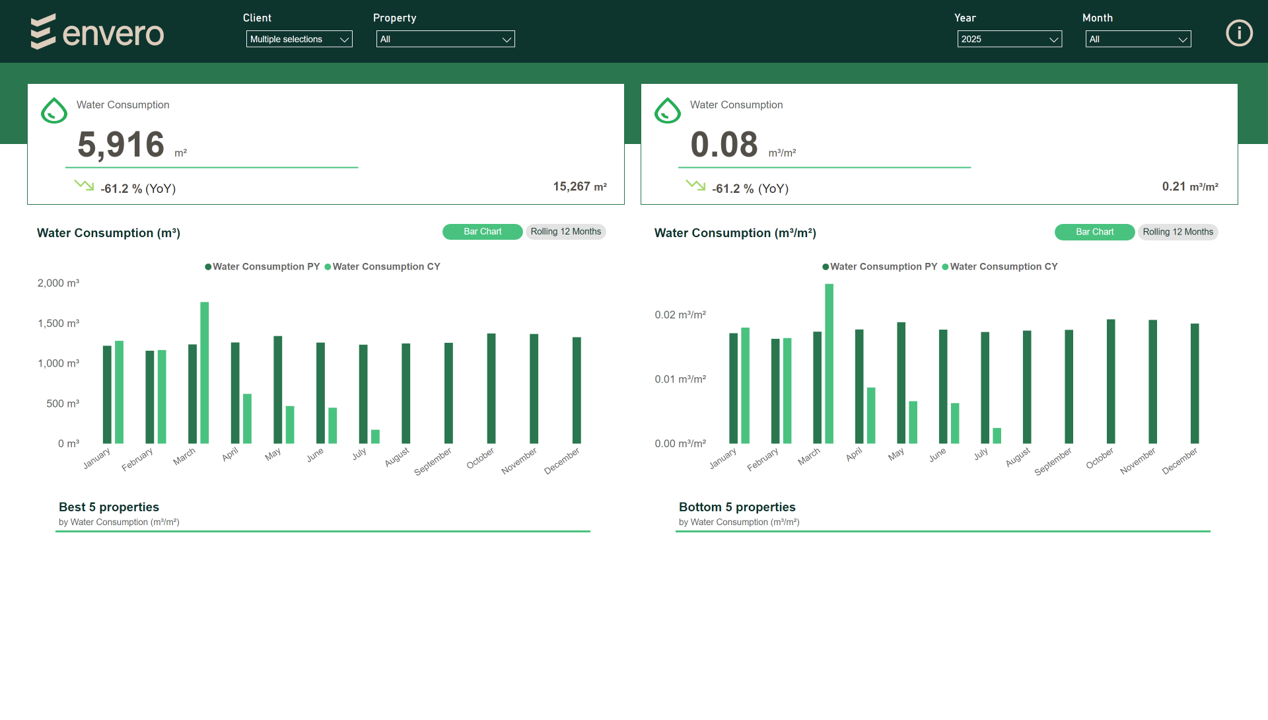 envero
Client
Multiple selections
Property
All
Year
2025
Month
All
Water Consumption
5,916 m²
-61.2 % (YoY)
15,267 m²
Water Consumption
0.08 m³/m²
-61.2 % (YoY)
0.21 m³/m²
Water Consumption (m³)
Bar Chart
Rolling 12 Months
Water Consumption PY
Water Consumption CY
2,000 m³
1,500 m³
1,000 m³
500 m³
0 m³
January
February
March
April
May
June
July
August
September
October
November
December
Water Consumption (m³/m²)
Bar Chart
Rolling 12 Months
Water Consumption PY
Water Consumption CY
0.02 m³/m²
0.01 m³/m²
0.00 m³/m²
January
February
March
April
May
June
July
August
September
October
November
December
Best 5 properties
by Water Consumption (m³/m²)
Bottom 5 properties
by Water Consumption (m³/m²)